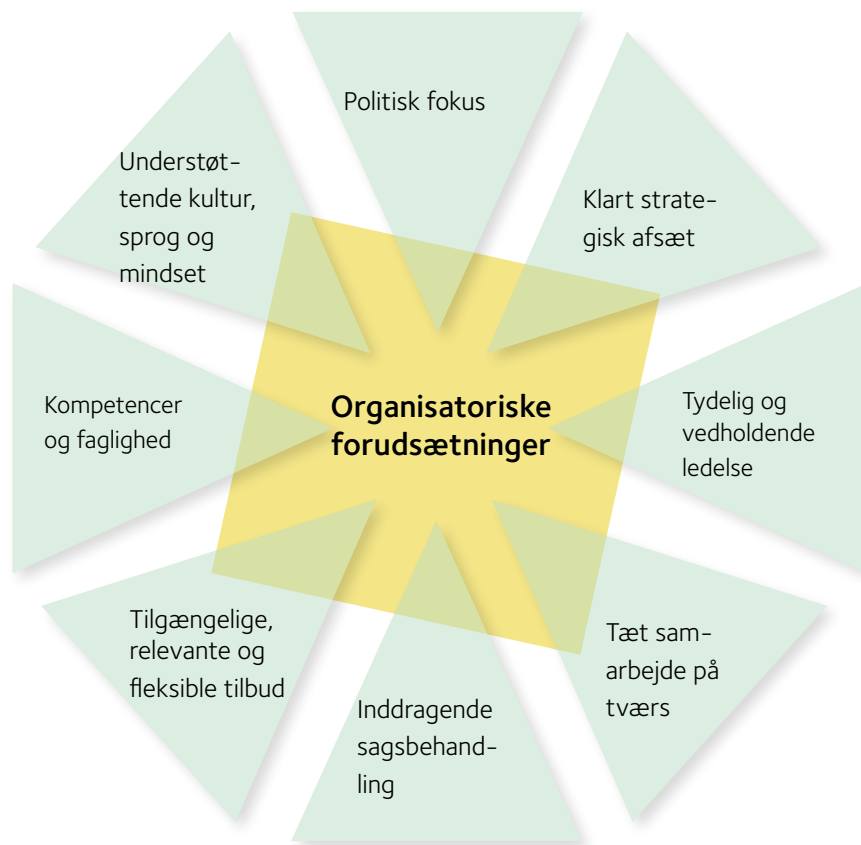 Politisk fokus
Klart strate-
gisk afsæt
Tydelig og
vedholdende
ledelse
Tæt sam-
arbejde på
tværs
Inddragende
sagsbehand-
ling
Tilgængelige,
relevante og
fleksible tilbud
Kompetencer
og faglighed
Understøt-
tende kultur,
sprog og
mindset
Organisatoriske
forudsætninger